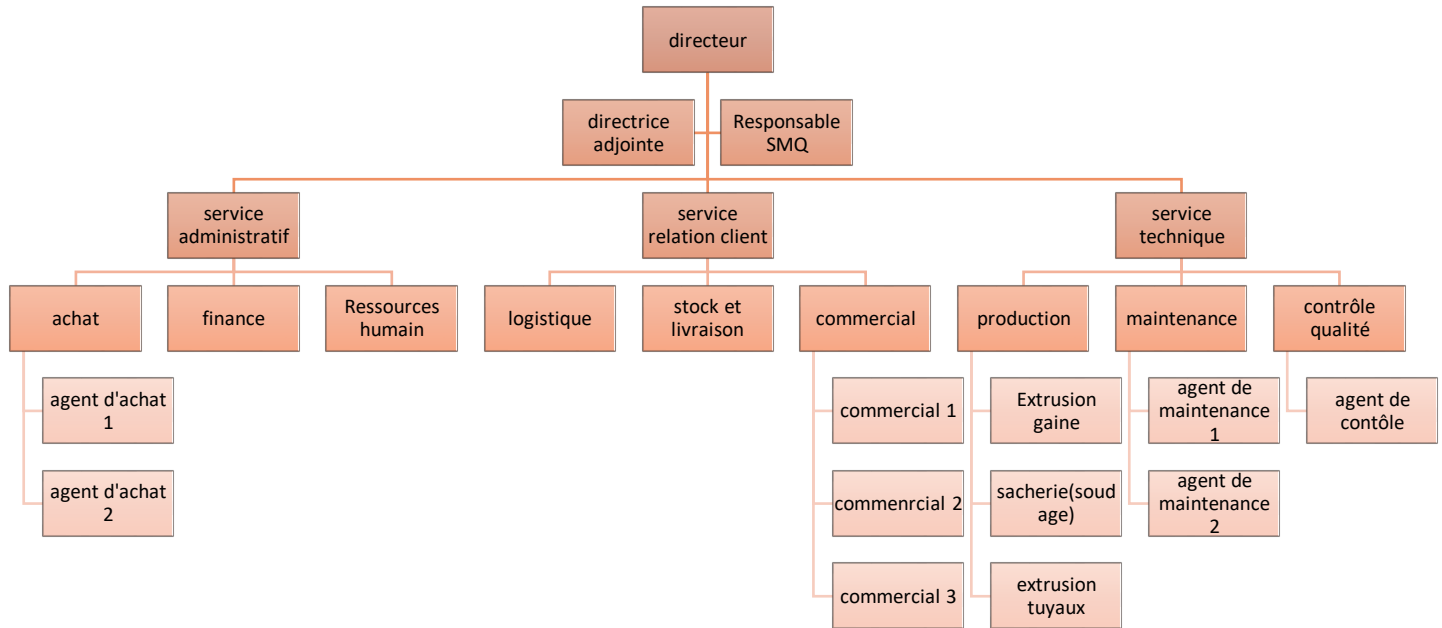 directeur
directrice
adjointe
Responsable
SMQ
service
administratif
service
relation client
service
technique
achat
finance
Ressources
humain
logistique
stock et
livraison
commercial
production
maintenance
contrôle
qualité
agent d'achat
1
agent d'achat
2
commercial 1
commenrcial 2
commercial 3
Extrusion
gaine
sacherie(soud
age)
extrusion
tuyaux
agent de
maintenance
1
agent de
maintenance
2
agent de
contôle